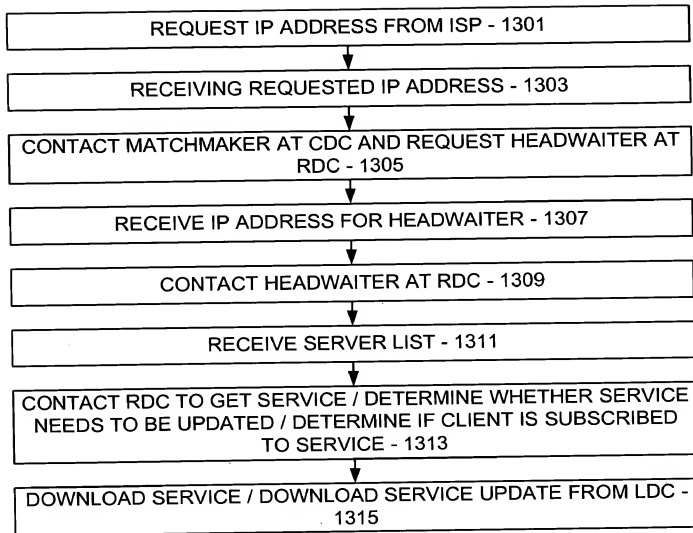 REQUEST IP ADDRESS FROM ISP - 1301
RECEIVING REQUESTED IP ADDRESS - 1303
CONTACT MATCHMAKER AT CDC AND REQUEST HEADWAITER AT
RDC - 1305
RECEIVE IP ADDRESS FOR HEADWAITER - 1307
CONTACT HEADWAITER AT RDC - 1309
RECEIVE SERVER LIST - 1311
CONTACT RDC TO GET SERVICE / DETERMINE WHETHER SERVICE
NEEDS TO BE UPDATED / DETERMINE IF CLIENT IS SUBSCRIBED
TO SERVICE - 1313
DOWNLOAD SERVICE / DOWNLOAD SERVICE UPDATE FROM LDC -
1315